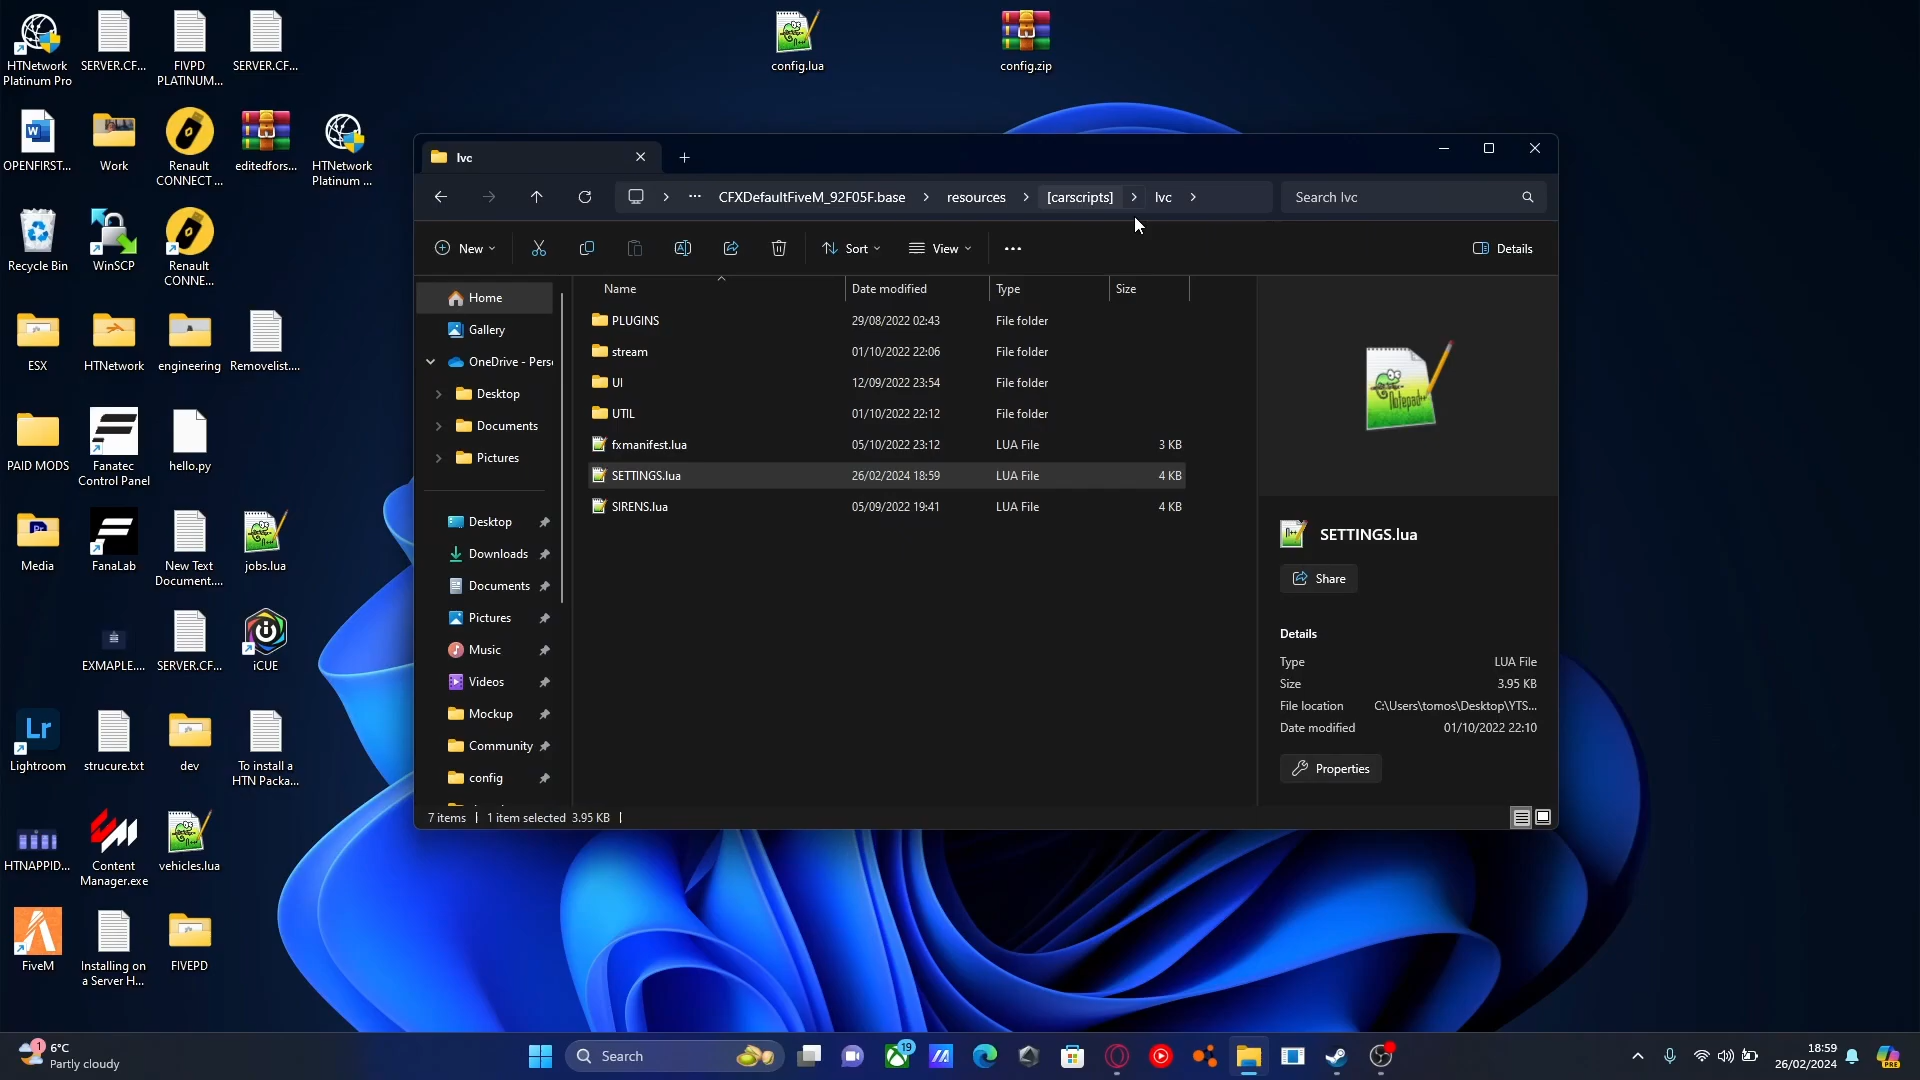 HTNetwork
Platinum Pro
SERVER.CF...
FIVPD
PLATINUM...
SERVER.CF...
config.lua
config.zip
OPENFIRST...
Work
Renault
CONNECT ...
editedfors...
HTNetwork
Platinum ...
Recycle Bin
WinSCP
Renault
CONNE...
ESX
HTNetwork
engineering
Removelist....
PAID MODS
Fanatec
Control Panel
hello.py
Media
FanaLab
New Text
Document....
jobs.lua
EXMAPLE....
SERVER.CF...
iCUE
Lightroom
strucure.txt
dev
To install a
HTN Packa...
HTNAPPID...
Content
Manager.exe
vehicles.lua
FiveM
Installing on
a Server H...
FIVEPD
lvc
CFXDefaultFiveM_92F05F.base
resources
[carscripts]
lvc
Search lvc
New
Sort
View
Details
Home
Gallery
OneDrive - Pers
Desktop
Documents
Pictures
Desktop
Downloads
Documents
Pictures
Music
Videos
Mockup
Community
config
Name Date modified Type Size
PLUGINS 29/08/2022 02:43 File folder
stream 01/10/2022 22:06 File folder
UI 12/09/2022 23:54 File folder
UTIL 01/10/2022 22:12 File folder
fxmanifest.lua 05/10/2022 23:12 LUA File 3 KB
SETTINGS.lua 26/02/2024 18:59 LUA File 4 KB
SIRENS.lua 05/09/2022 19:41 LUA File 4 KB
Notepad++
SETTINGS.lua
Share
Details
Type LUA File
Size 3.95 KB
File location C:\Users\tomos\Desktop\YTS...
Date modified 01/10/2022 22:10
Properties
7 items 1 item selected 3.95 KB
1
6°C
Partly cloudy
Search
19
18:59
26/02/2024
PRE